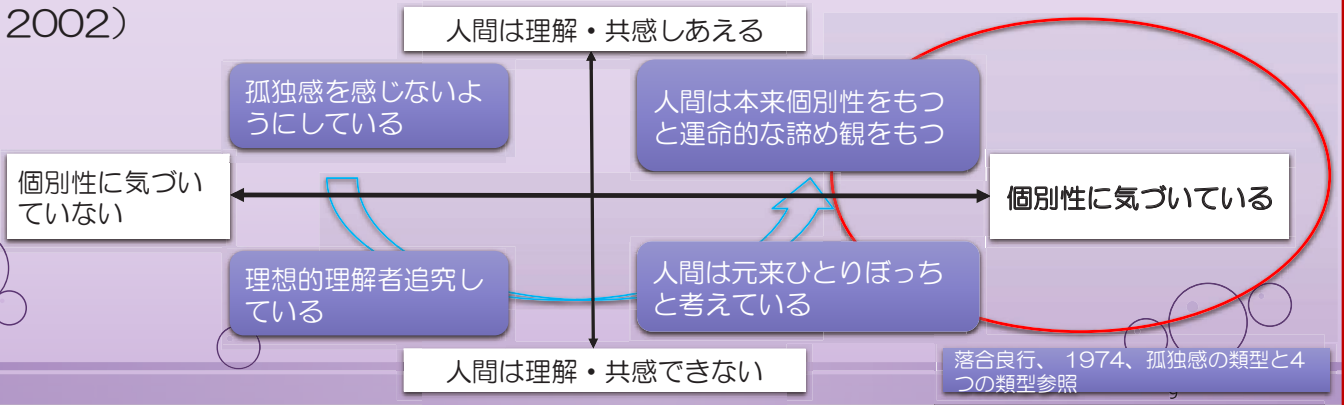 2002）
人間は理解・共感しあえる
孤独感を感じないよ
うにしている
人間は本来個別性をもつ
と運命的な諦め観をもつ
個別性に気づい
ていない
個別性に気づいている
理想的理解者追究し
ている
人間は元来ひとりぼっち
と考えている
人間は理解・共感できない
落合良行、 1974、孤独感の類型と4
つの類型参照